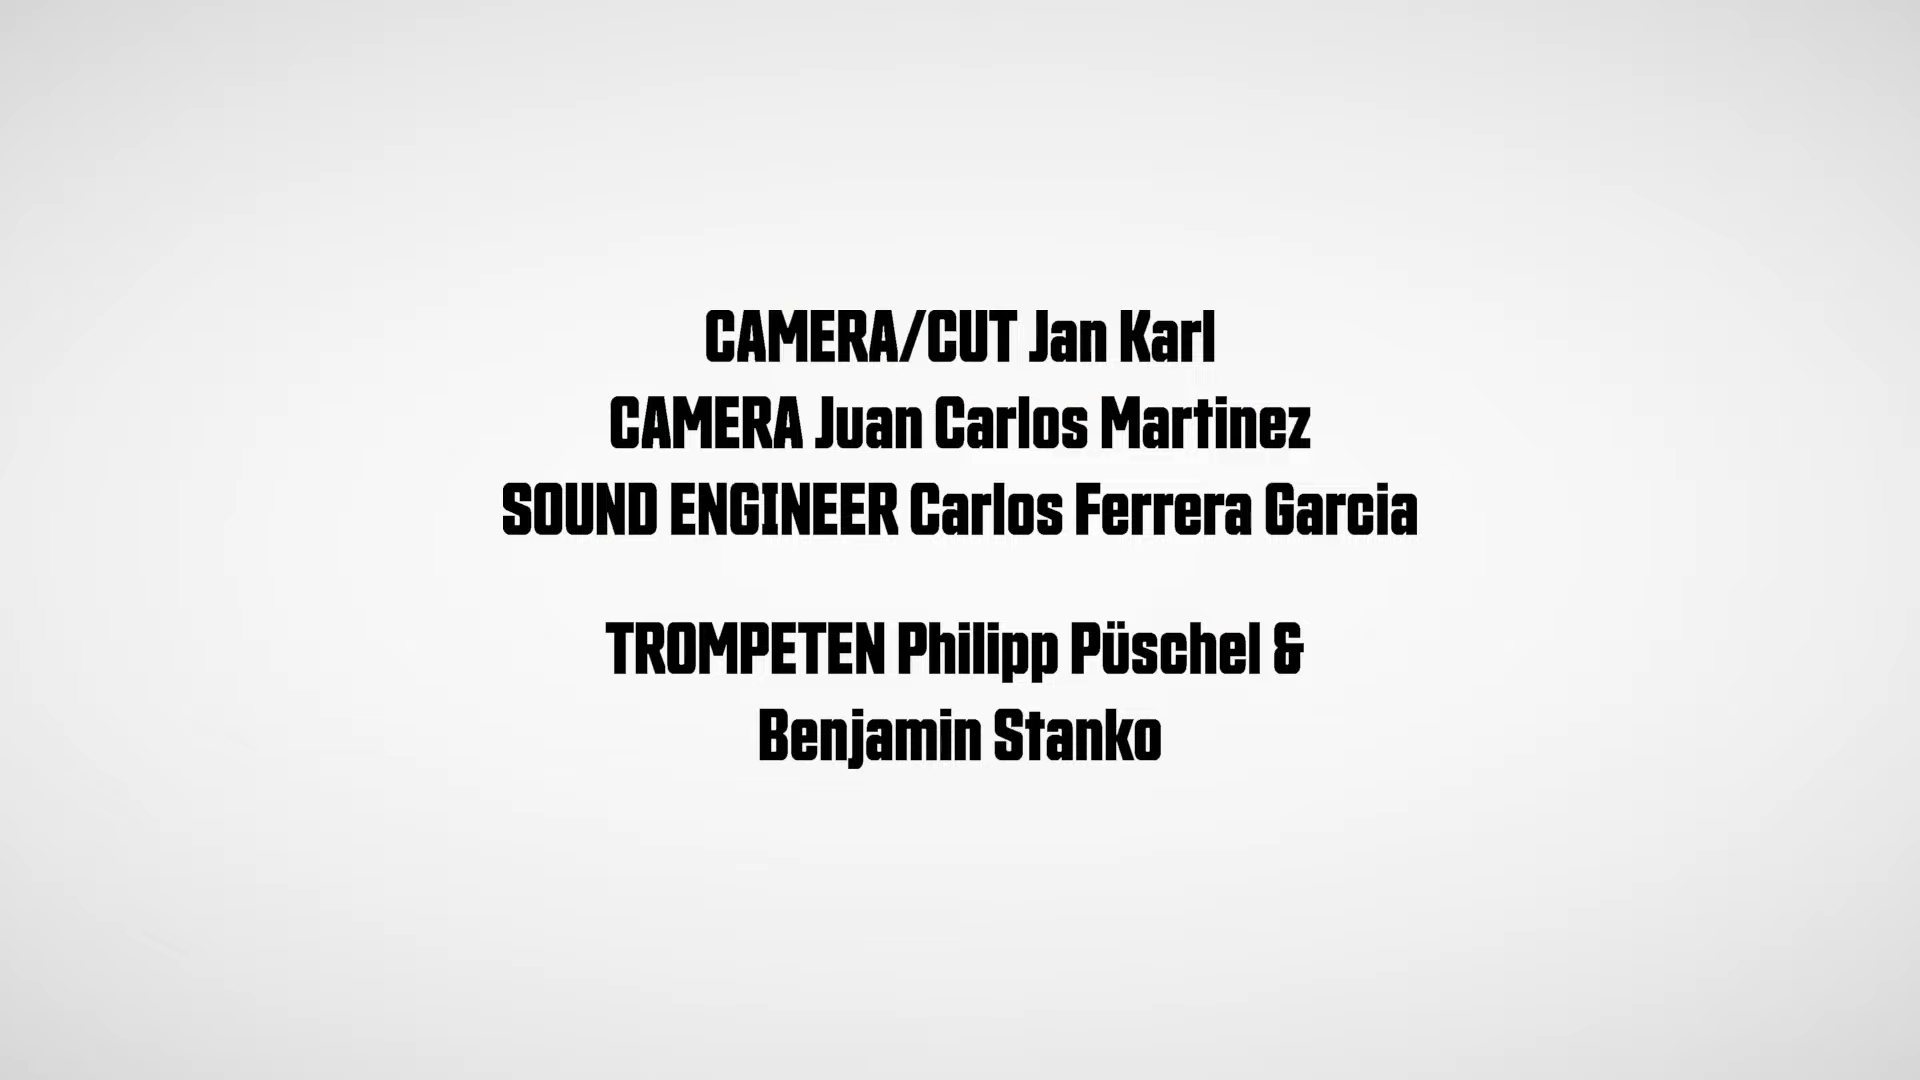 CAMERA/CUT Jan Karl
CAMERA Juan Carlos Martinez
SOUND ENGINEER Carlos Ferrera Garcia
TROMPETEN Philipp Püschel &
Benjamin Stanko